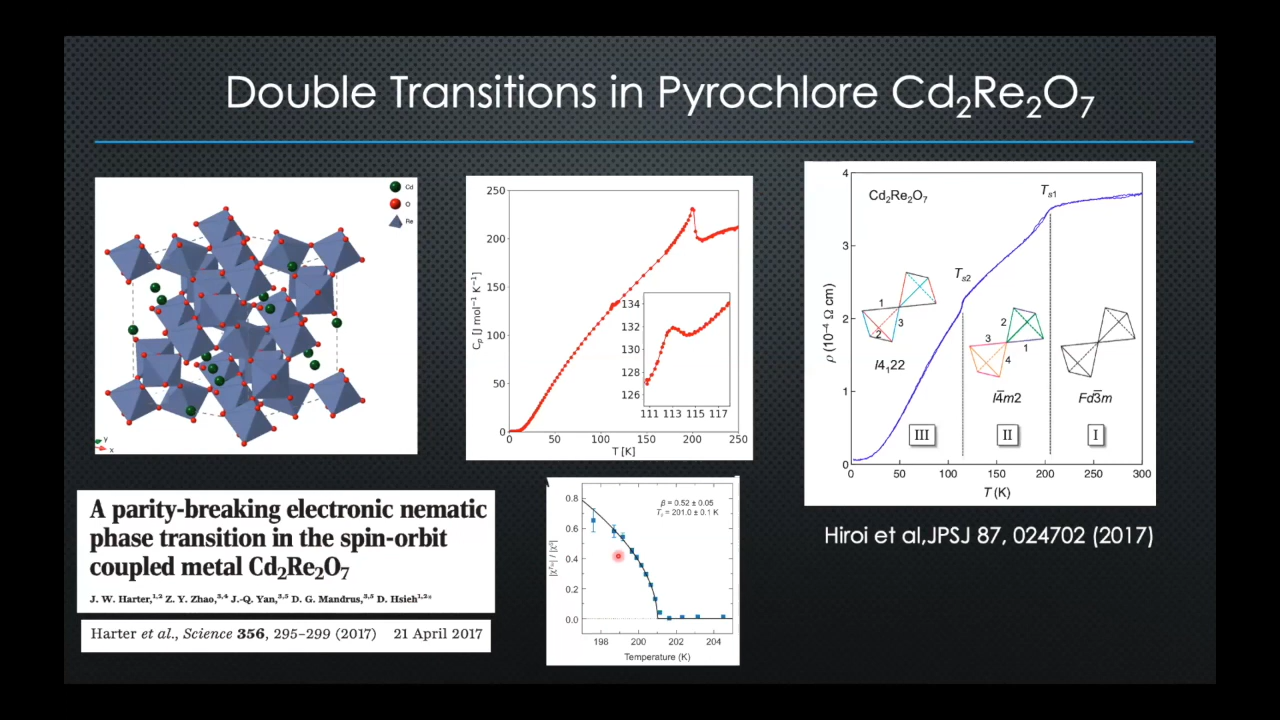 Double Transitions in Pyrochlore Cd₂Re₂O₇
Cd
O
Re
Y
X
250
200
150
100
50
0
C_p [J mol⁻¹ K⁻¹]
0 50 100 150 200 250
T [K]
134
132
130
128
126
111 113 115 117
4
3
2
1
0
ρ (10⁻⁴ Ω cm)
Cd₂Re₂O₇
T_s1
T_s2
1
2
3
I4₁22
3
2
1
4
I4̅m2
Fd3̅m
III
II
I
0 50 100 150 200 250 300
T (K)
Hiroi et al,JPSJ 87, 024702 (2017)
A parity-breaking electronic nematic
phase transition in the spin-orbit
coupled metal Cd₂Re₂O₇
J. W. Harter,¹,² Z. Y. Zhao,³,⁴ J.-Q. Yan,³,⁵ D. G. Mandrus,³,⁵ D. Hsieh¹,²*
Harter et al., Science 356, 295–299 (2017) 21 April 2017
0.8
0.6
0.4
0.2
0.0
β = 0.52 ± 0.05
T_c = 201.0 ± 0.1 K
198 200 202 204
Temperature (K)